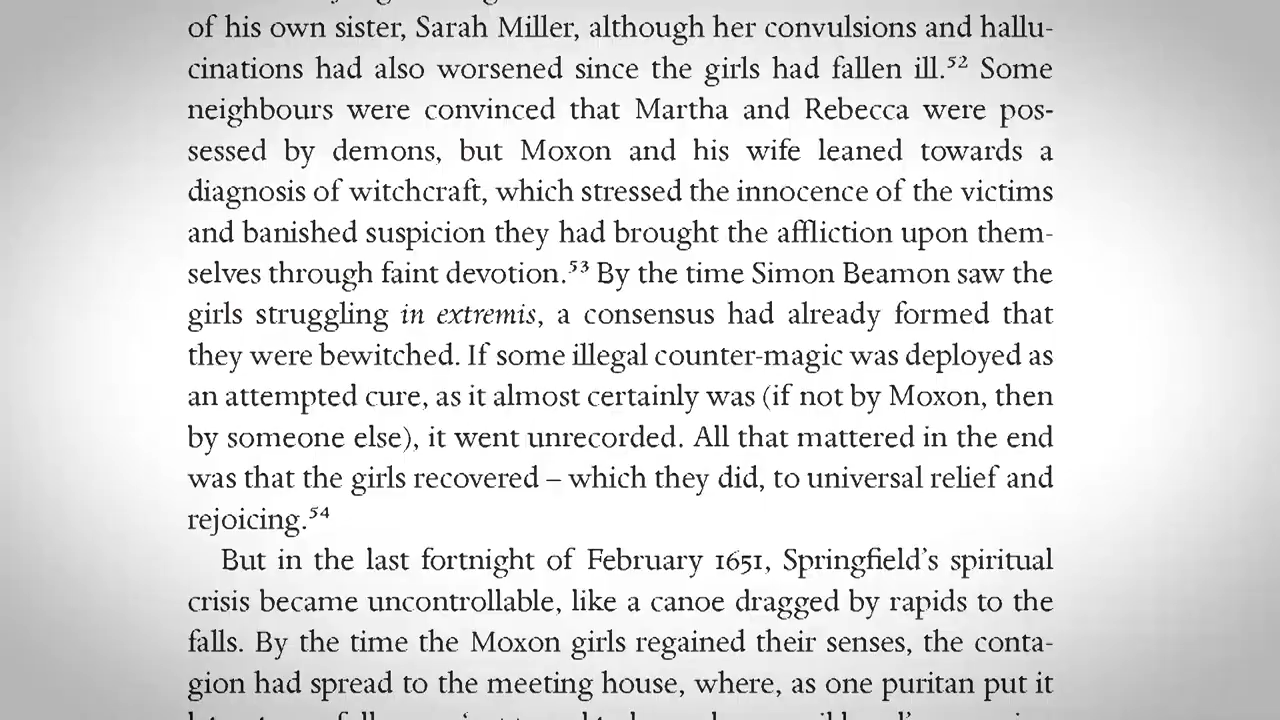 of his own sister, Sarah Miller, although her convulsions and hallu-
cinations had also worsened since the girls had fallen ill.⁵² Some
neighbours were convinced that Martha and Rebecca were pos-
sessed by demons, but Moxon and his wife leaned towards a
diagnosis of witchcraft, which stressed the innocence of the victims
and banished suspicion they had brought the affliction upon them-
selves through faint devotion.⁵³ By the time Simon Beamon saw the
girls struggling in extremis, a consensus had already formed that
they were bewitched. If some illegal counter-magic was deployed as
an attempted cure, as it almost certainly was (if not by Moxon, then
by someone else), it went unrecorded. All that mattered in the end
was that the girls recovered – which they did, to universal relief and
rejoicing.⁵⁴
But in the last fortnight of February 1651, Springfield's spiritual
crisis became uncontrollable, like a canoe dragged by rapids to the
falls. By the time the Moxon girls regained their senses, the conta-
gion had spread to the meeting house, where, as one puritan put it